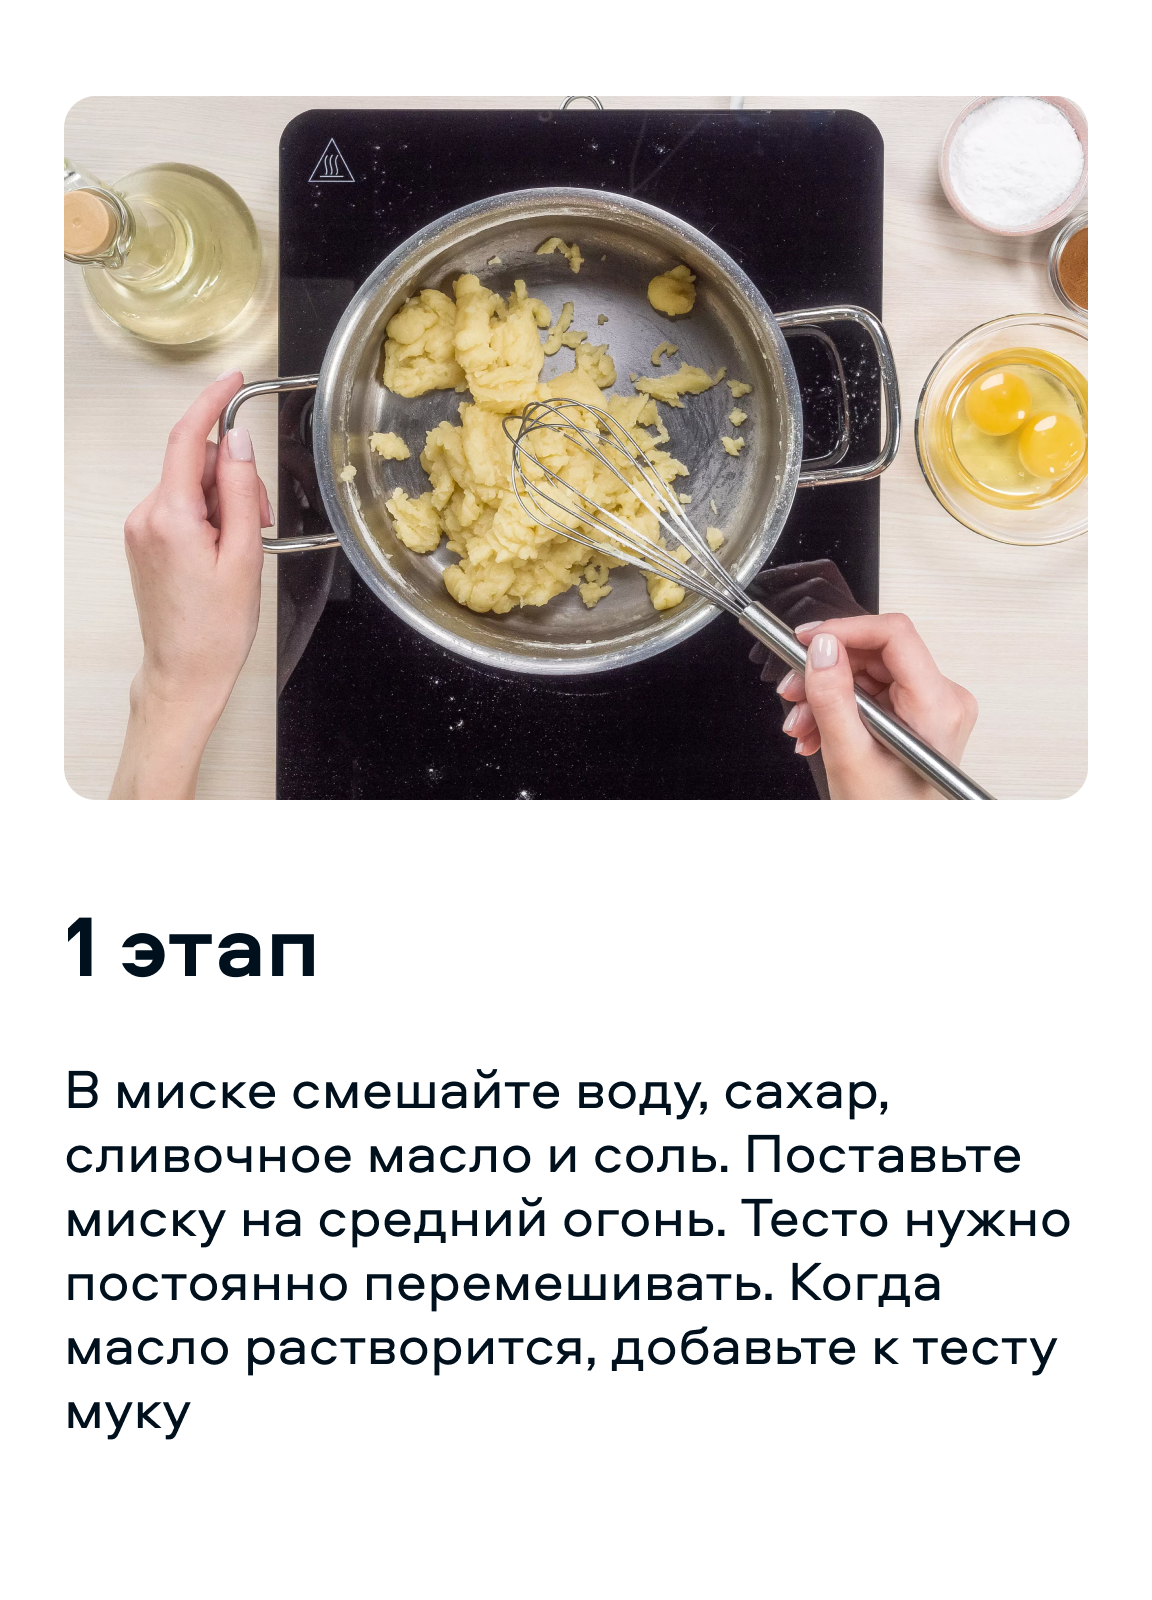 1 этап
В миске смешайте воду, сахар,
сливочное масло и соль. Поставьте
миску на средний огонь. Тесто нужно
постоянно перемешивать. Когда
масло растворится, добавьте к тесту
муку